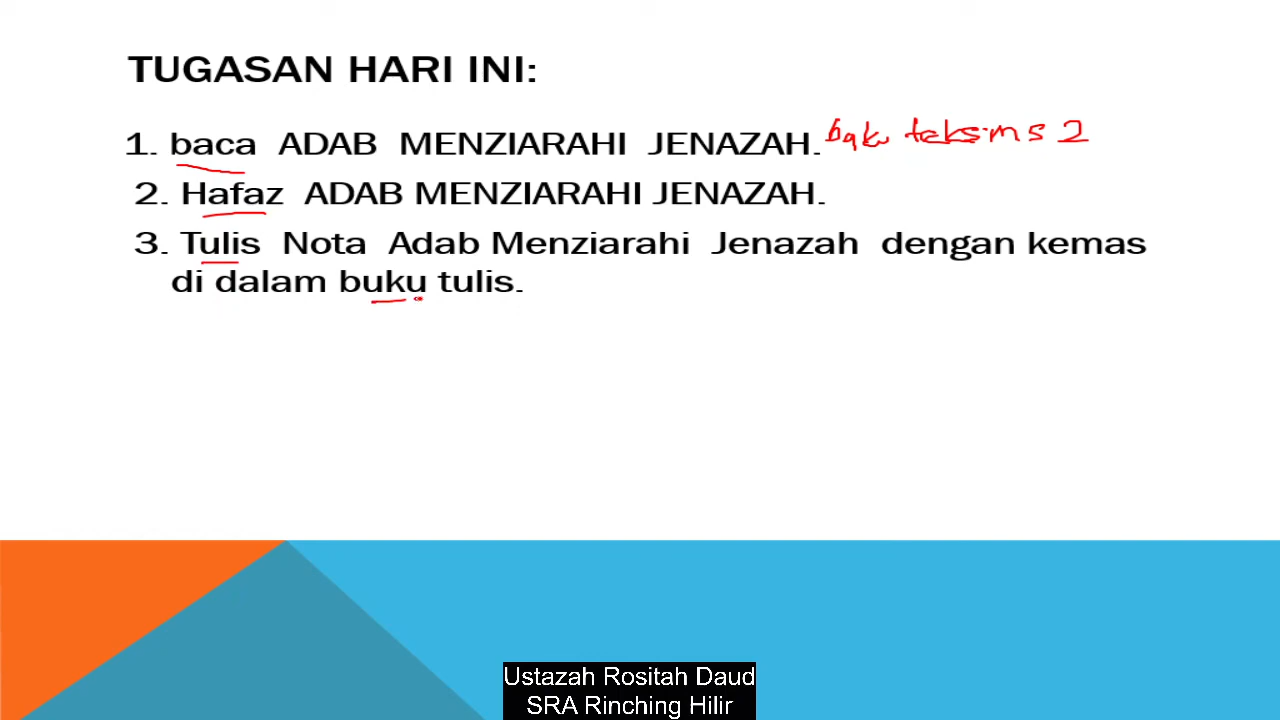 TUGASAN HARI INI:
1. baca ADAB MENZIARAHI JENAZAH. buku teks.ms 2
2. Hafaz ADAB MENZIARAHI JENAZAH.
3. Tulis Nota Adab Menziarahi Jenazah dengan kemas
di dalam buku tulis.
Ustazah Rositah Daud
SRA Rinching Hilir